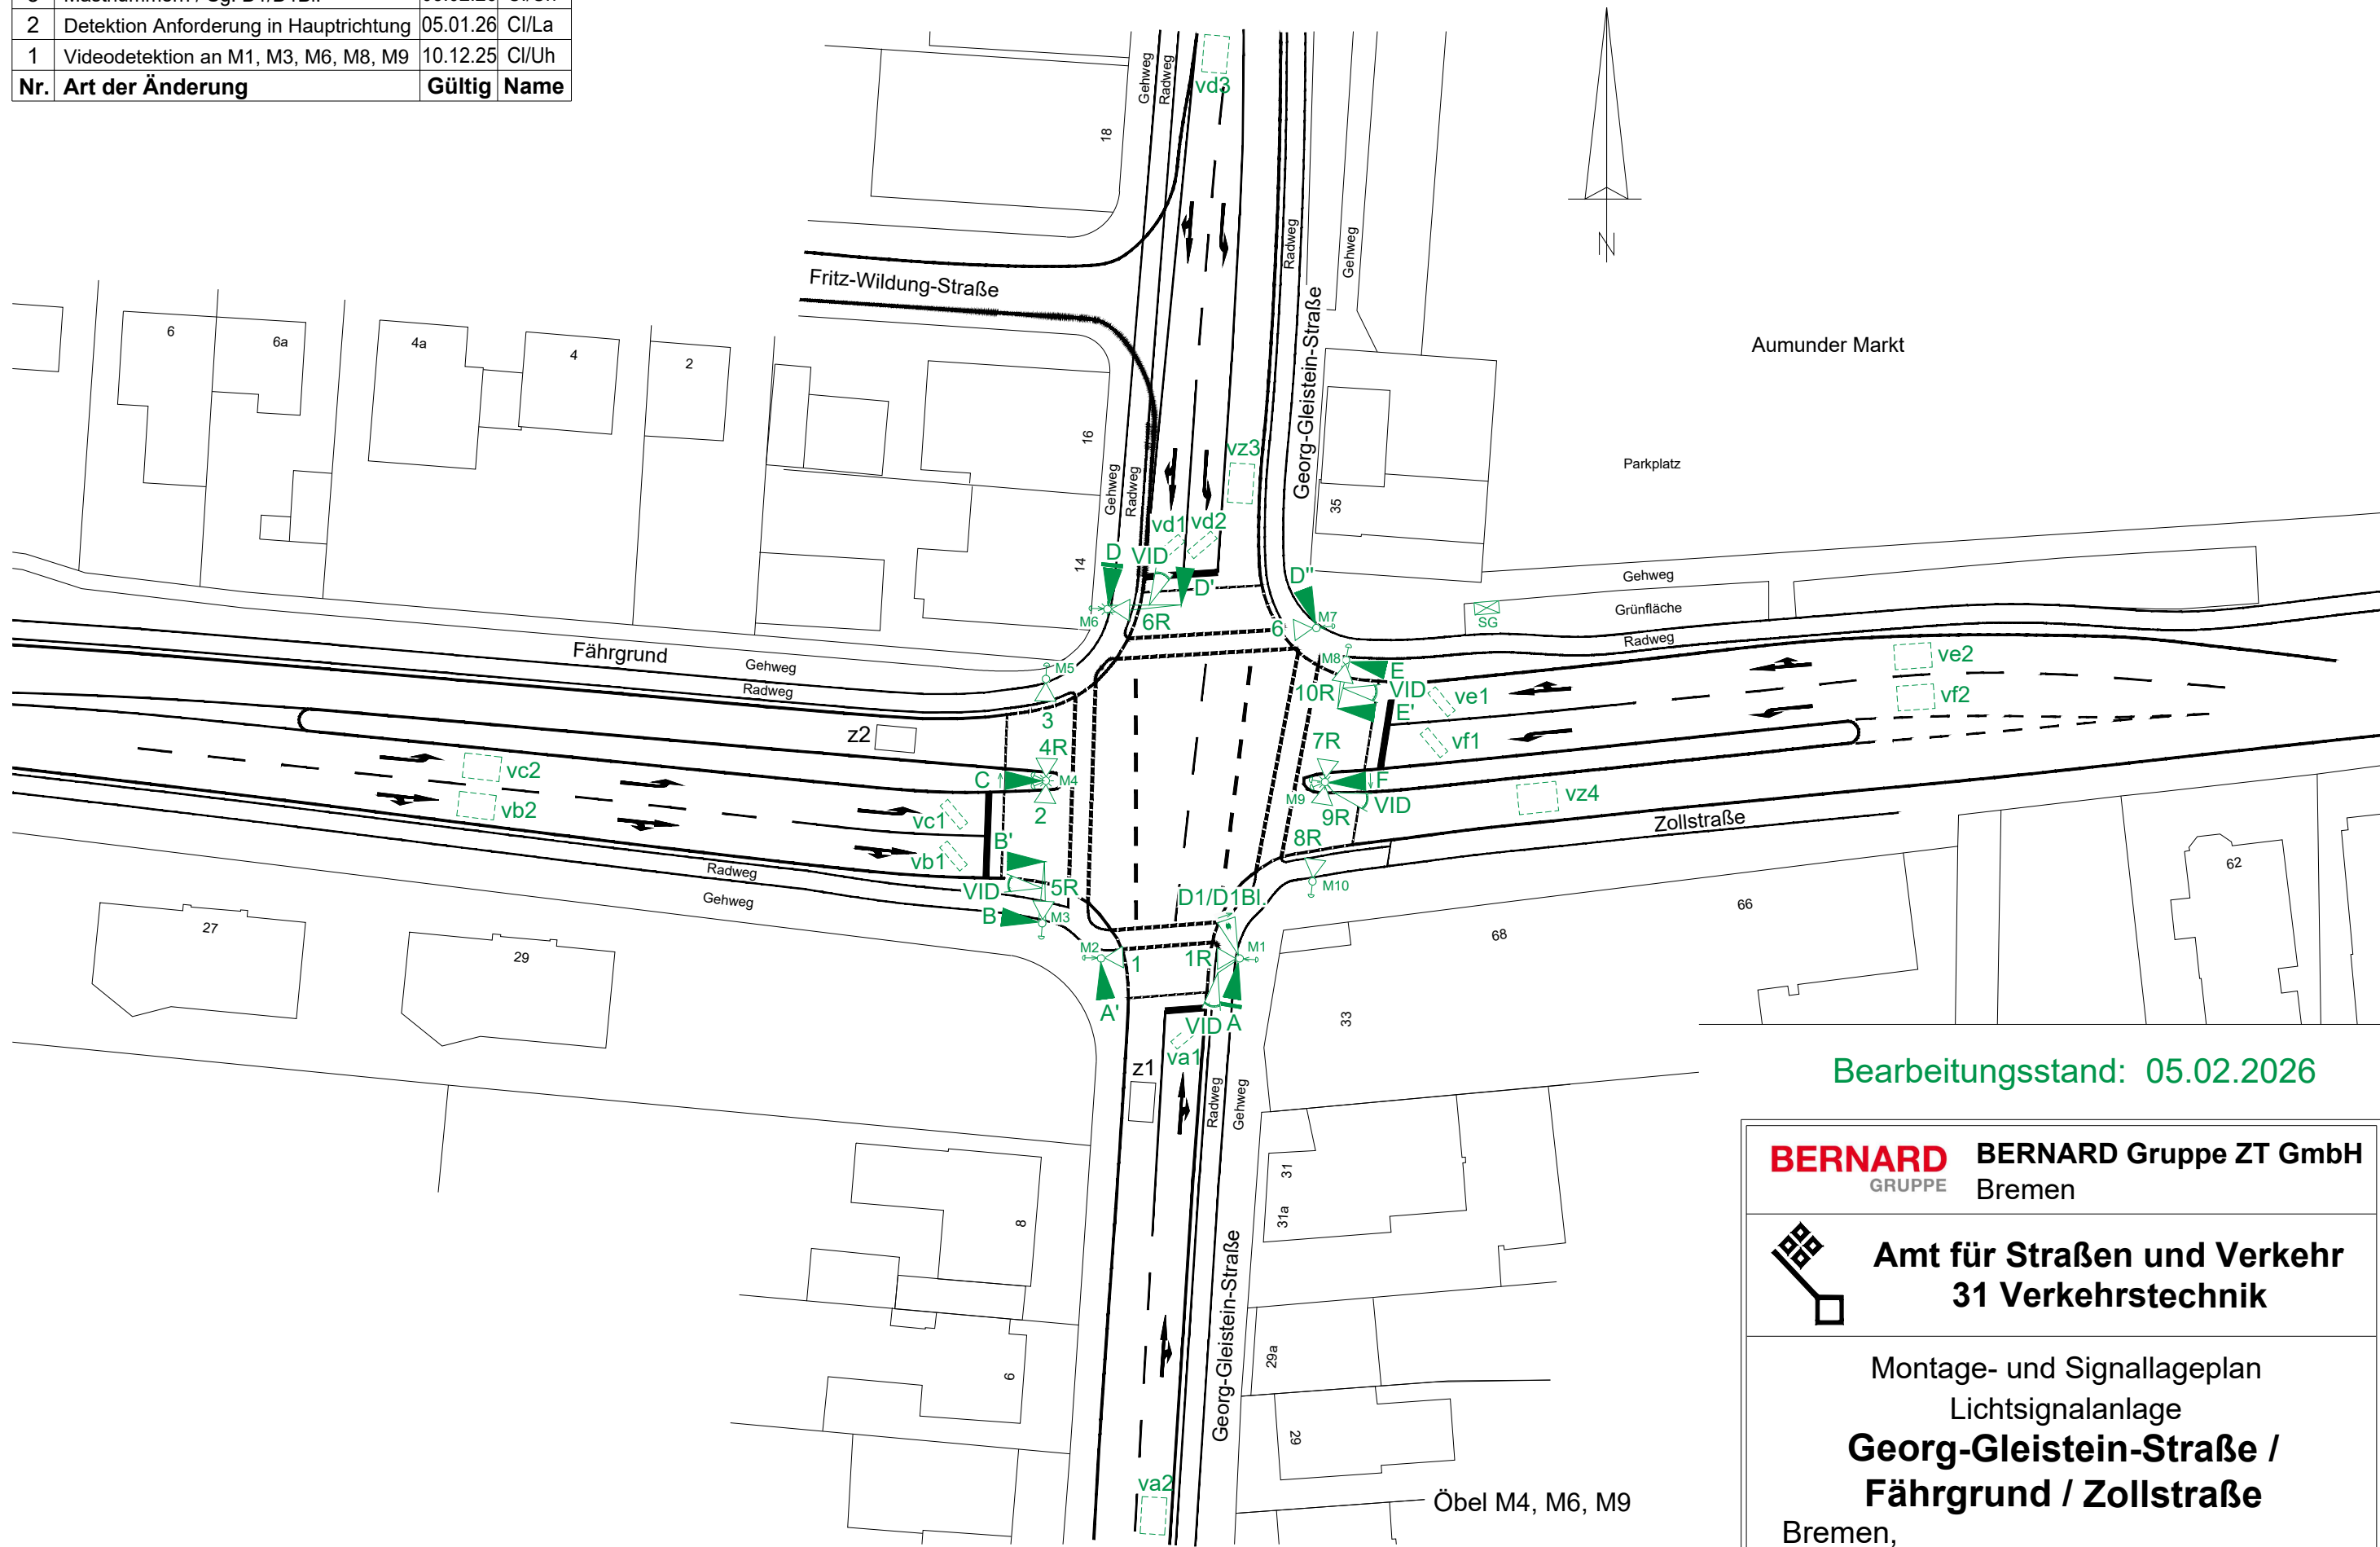 2 Detektion Anforderung in Hauptrichtung 05.01.26 Cl/La
1 Videodetektion an M1, M3, M6, M8, M9 10.12.25 Cl/Uh
Nr. Art der Änderung Gültig Name
Gehweg
Radweg
vd3
18
Radweg
Gehweg
N
Fritz-Wildung-Straße
Georg-Gleistein-Straße
Aumunder Markt
6
6a
4a
4
2
16
Gehweg
Radweg
vz3
35
Parkplatz
14
vd1
vd2
D
VID
D'
D"
M6
6R
6
M7
SG
Gehweg
Grünfläche
Radweg
Fährgrund
Gehweg
Radweg
M5
3
M8
E
10R
VID
E'
ve1
ve2
vf2
z2
4R
7R
vf1
vc2
vb2
C
M4
2
M9
F
VID
9R
8R
vz4
Zollstraße
vc1
B'
vb1
VID
5R
B
M3
M10
Radweg
Gehweg
D1/D1Bl.
M2
1
1R
M1
A'
VID
A
va1
27
29
62
66
68
33
z1
Radweg
Gehweg
Bearbeitungsstand: 05.02.2026
31
31a
8
6
29a
29
Georg-Gleistein-Straße
va2
Öbel M4, M6, M9
BERNARD
GRUPPE
BERNARD Gruppe ZT GmbH
Bremen
Amt für Straßen und Verkehr
31 Verkehrstechnik
Montage- und Signallageplan
Lichtsignalanlage
Georg-Gleistein-Straße /
Fährgrund / Zollstraße
Bremen,